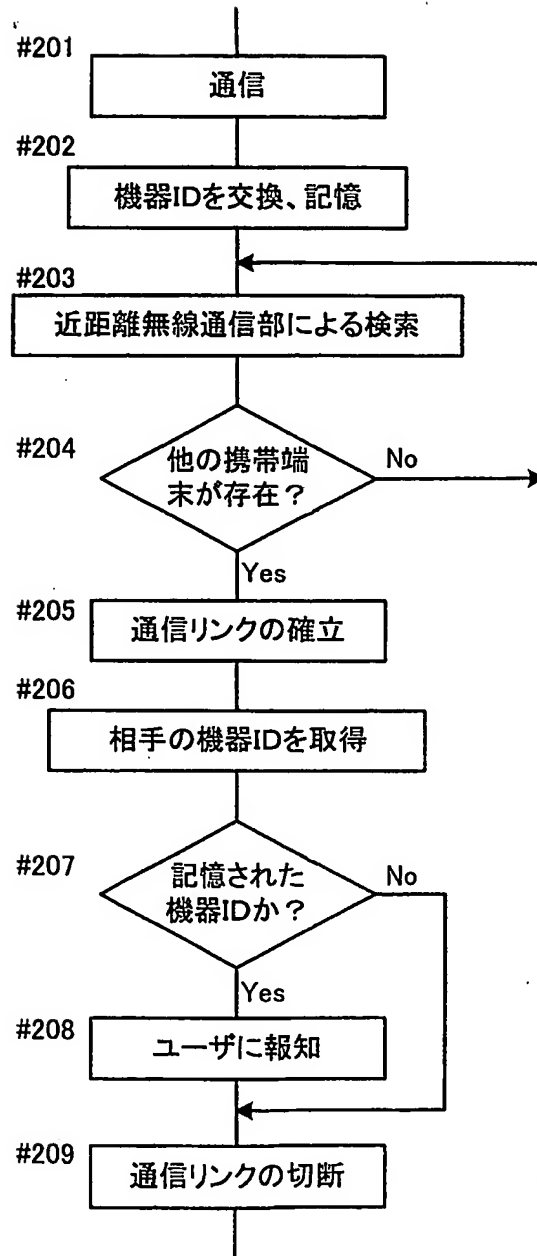 #201
通信
#202
機器IDを交換、記憶
#203
近距離無線通信部による検索
#204
他の携帯端
末が存在?
No
Yes
#205
通信リンクの確立
#206
相手の機器IDを取得
#207
記憶された
機器IDか?
No
Yes
#208
ユーザに報知
#209
通信リンクの切断